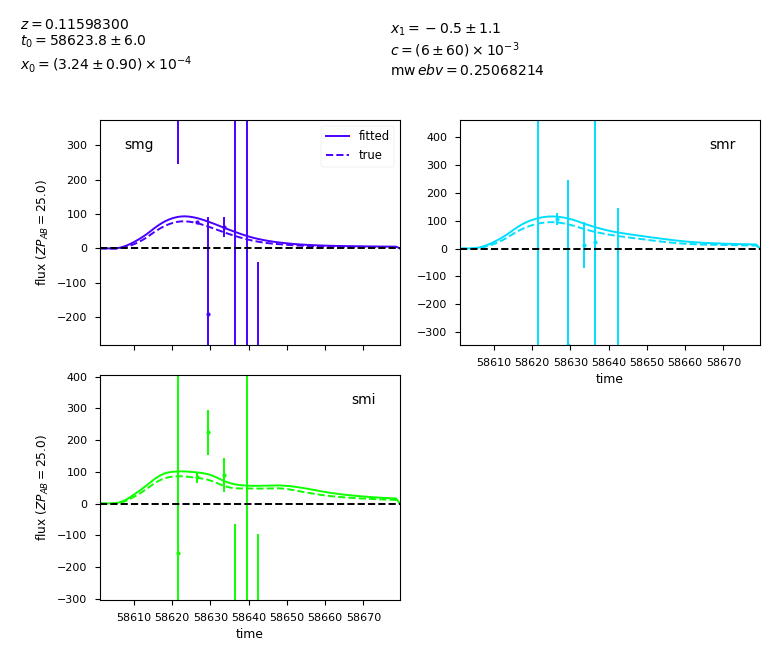 z = 0.11598300
t₀ = 58623.8 ± 6.0
x₀ = (3.24 ± 0.90) × 10⁻⁴
x₁ = −0.5 ± 1.1
c = (6 ± 60) × 10⁻³
mw ebv = 0.25068214
smg
fitted
true
flux (ZP_AB = 25.0)
300
200
100
0
−100
−200
smr
400
300
200
100
0
−100
−200
−300
58610 58620 58630 58640 58650 58660 58670
time
smi
flux (ZP_AB = 25.0)
400
300
200
100
0
−100
−200
−300
58610 58620 58630 58640 58650 58660 58670
time